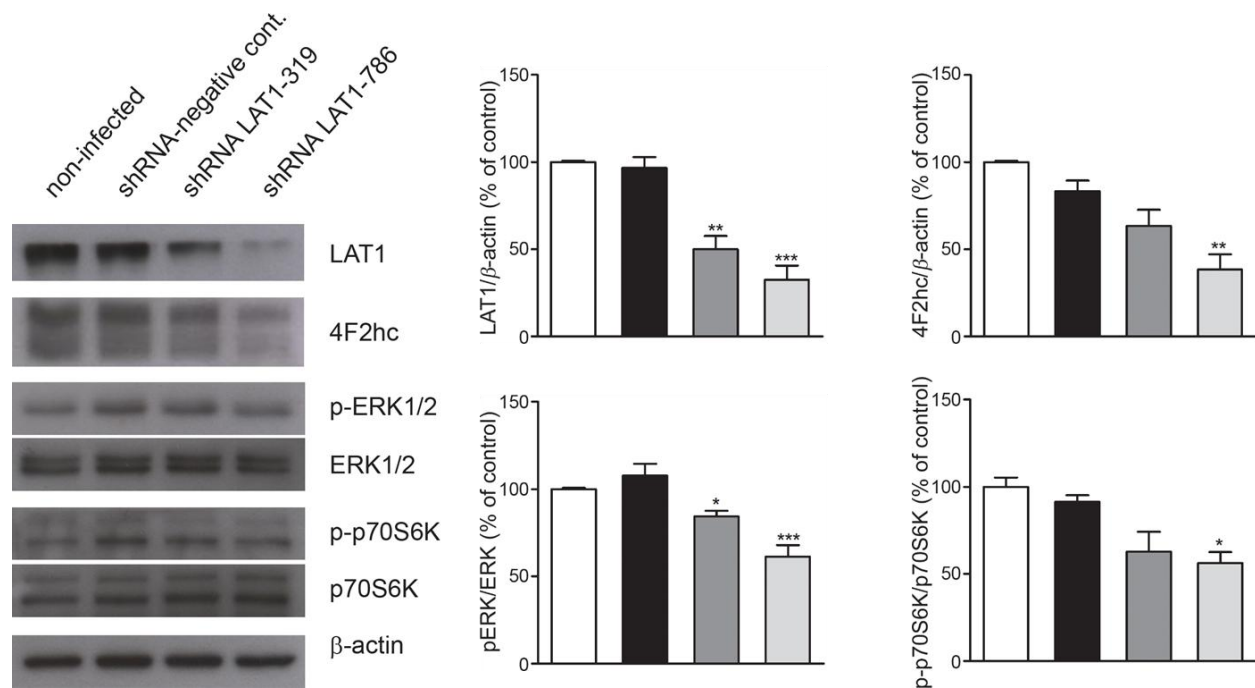 non-infected
shRNA-negative cont.
shRNA LAT1-319
shRNA LAT1-786
LAT1
4F2hc
p-ERK1/2
ERK1/2
p-p70S6K
p70S6K
β-actin
LAT1/β-actin (% of control)
150
100
50
0
**
***
4F2hc/β-actin (% of control)
150
100
50
0
**
pERK/ERK (% of control)
150
100
50
0
*
***
p-p70S6K/p70S6K (% of control)
150
100
50
0
*